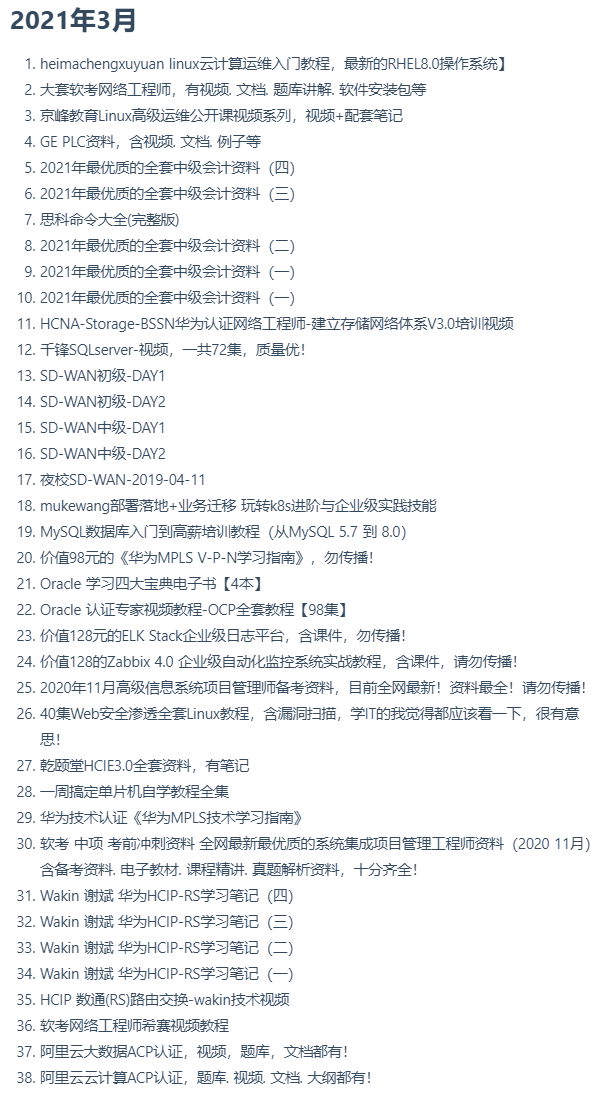 2021年3月
1. heimachengxuyuan linux云计算运维入门教程，最新的RHEL8.0操作系统】
2. 大套软考网络工程师，有视频. 文档. 题库讲解. 软件安装包等
3. 京峰教育Linux高级运维公开课视频系列，视频+配套笔记
4. GE PLC资料，含视频. 文档. 例子等
5. 2021年最优质的全套中级会计资料（四）
6. 2021年最优质的全套中级会计资料（三）
7. 思科命令大全(完整版)
8. 2021年最优质的全套中级会计资料（二）
9. 2021年最优质的全套中级会计资料（一）
10. 2021年最优质的全套中级会计资料（一）
11. HCNA-Storage-BSSN华为认证网络工程师-建立存储网络体系V3.0培训视频
12. 千锋SQLserver-视频，一共72集，质量优！
13. SD-WAN初级-DAY1
14. SD-WAN初级-DAY2
15. SD-WAN中级-DAY1
16. SD-WAN中级-DAY2
17. 夜校SD-WAN-2019-04-11
18. mukewang部署落地+业务迁移 玩转k8s进阶与企业级实践技能
19. MySQL数据库入门到高薪培训教程（从MySQL 5.7 到 8.0）
20. 价值98元的《华为MPLS V-P-N学习指南》，勿传播！
21. Oracle 学习四大宝典电子书【4本】
22. Oracle 认证专家视频教程-OCP全套教程【98集】
23. 价值128元的ELK Stack企业级日志平台，含课件，勿传播！
24. 价值128的Zabbix 4.0 企业级自动化监控系统实战教程，含课件，请勿传播！
25. 2020年11月高级信息系统项目管理师备考资料，目前全网最新！资料最全！请勿传播！
26. 40集Web安全渗透全套Linux教程，含漏洞扫描，学IT的我觉得都应该看一下，很有意
思！
27. 乾颐堂HCIE3.0全套资料，有笔记
28. 一周搞定单片机自学教程全集
29. 华为技术认证《华为MPLS技术学习指南》
30. 软考 中项 考前冲刺资料 全网最新最优质的系统集成项目管理工程师资料（2020 11月)
含备考资料. 电子教材. 课程精讲. 真题解析资料，十分齐全！
31. Wakin 谢斌 华为HCIP-RS学习笔记（四）
32. Wakin 谢斌 华为HCIP-RS学习笔记（三）
33. Wakin 谢斌 华为HCIP-RS学习笔记（二）
34. Wakin 谢斌 华为HCIP-RS学习笔记（一）
35. HCIP 数通(RS)路由交换-wakin技术视频
36. 软考网络工程师希赛视频教程
37. 阿里云大数据ACP认证，视频，题库，文档都有！
38. 阿里云云计算ACP认证，题库. 视频. 文档. 大纲都有！